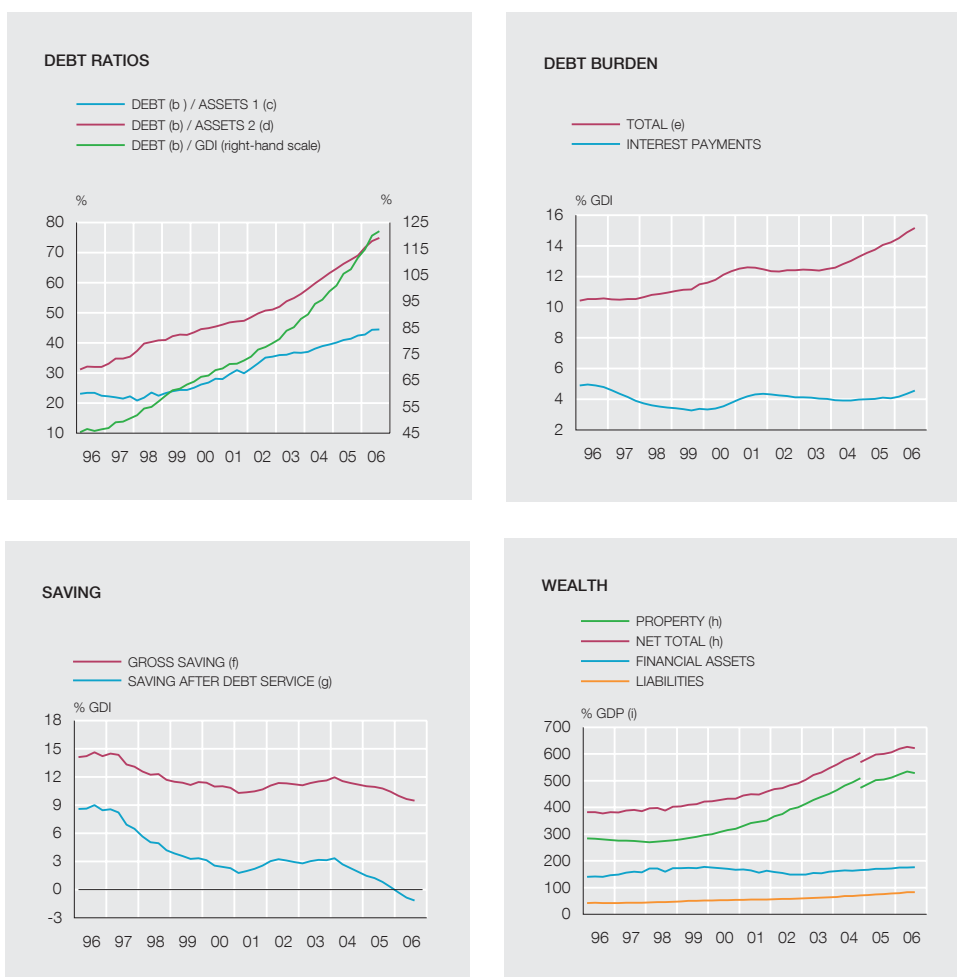 DEBT RATIOS
DEBT (b ) / ASSETS 1 (c)
DEBT (b) / ASSETS 2 (d)
DEBT (b) / GDI (right-hand scale)
% %
80 125
70 115
60 105
50 95
40 85
30 75
20 65
10 55
45
96 97 98 99 00 01 02 03 04 05 06
DEBT BURDEN
TOTAL (e)
INTEREST PAYMENTS
% GDI
16
14
12
10
8
6
4
2
96 97 98 99 00 01 02 03 04 05 06
SAVING
GROSS SAVING (f)
SAVING AFTER DEBT SERVICE (g)
% GDI
18
15
12
9
6
3
0
-3
96 97 98 99 00 01 02 03 04 05 06
WEALTH
PROPERTY (h)
NET TOTAL (h)
FINANCIAL ASSETS
LIABILITIES
% GDP (i)
700
600
500
400
300
200
100
0
96 97 98 99 00 01 02 03 04 05 06